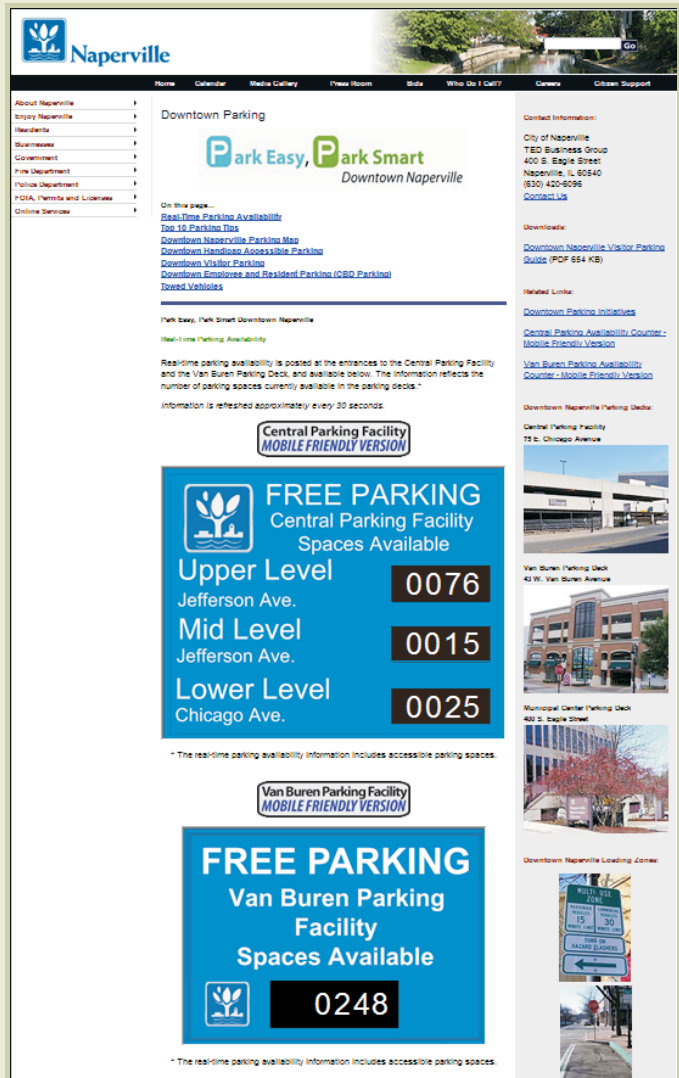 Naperville
Go
Home Calendar Media Gallery Press Room Bids Who Do I Call? Careers Citizen Support
About Naperville
Enjoy Naperville
Residents
Businesses
Government
Fire Department
Police Department
FOIA, Permits and Licenses
Online Services
Downtown Parking
Park Easy, Park Smart
Downtown Naperville
On this page...
Real-Time Parking Availability
Top 10 Parking Tips
Downtown Naperville Parking Map
Downtown Handicap Accessible Parking
Downtown Visitor Parking
Downtown Employee and Resident Parking (CBD Parking)
Towed Vehicles
Park Easy, Park Smart Downtown Naperville
Real-Time Parking Availability
Real-time parking availability is posted at the entrances to the Central Parking Facility
and the Van Buren Parking Deck, and available below. The information reflects the
number of parking spaces currently available in the parking decks.*
Information is refreshed approximately every 30 seconds.
Central Parking Facility
MOBILE FRIENDLY VERSION
FREE PARKING
Central Parking Facility
Spaces Available
Upper Level
Jefferson Ave.
0076
Mid Level
Jefferson Ave.
0015
Lower Level
Chicago Ave.
0025
* The real-time parking availability information includes accessible parking spaces.
Van Buren Parking Facility
MOBILE FRIENDLY VERSION
FREE PARKING
Van Buren Parking
Facility
Spaces Available
0248
* The real-time parking availability information includes accessible parking spaces.
Contact Information:
City of Naperville
TED Business Group
400 S. Eagle Street
Naperville, IL 60540
(630) 420-6096
Contact Us
Downloads:
Downtown Naperville Visitor Parking
Guide (PDF 654 KB)
Related Links:
Downtown Parking Initiatives
Central Parking Availability Counter -
Mobile Friendly Version
Van Buren Parking Availability
Counter - Mobile Friendly Version
Downtown Naperville Parking Decks:
Central Parking Facility
75 E. Chicago Avenue
Van Buren Parking Deck
43 W. Van Buren Avenue
Municipal Center Parking Deck
400 S. Eagle Street
Downtown Naperville Loading Zones:
MULTI-USE
ZONE
PASSENGER
VEHICLES
15
MINUTE LIMIT
COMMERCIAL
VEHICLES
30
MINUTE LIMIT
TURN ON
HAZARD FLASHERS